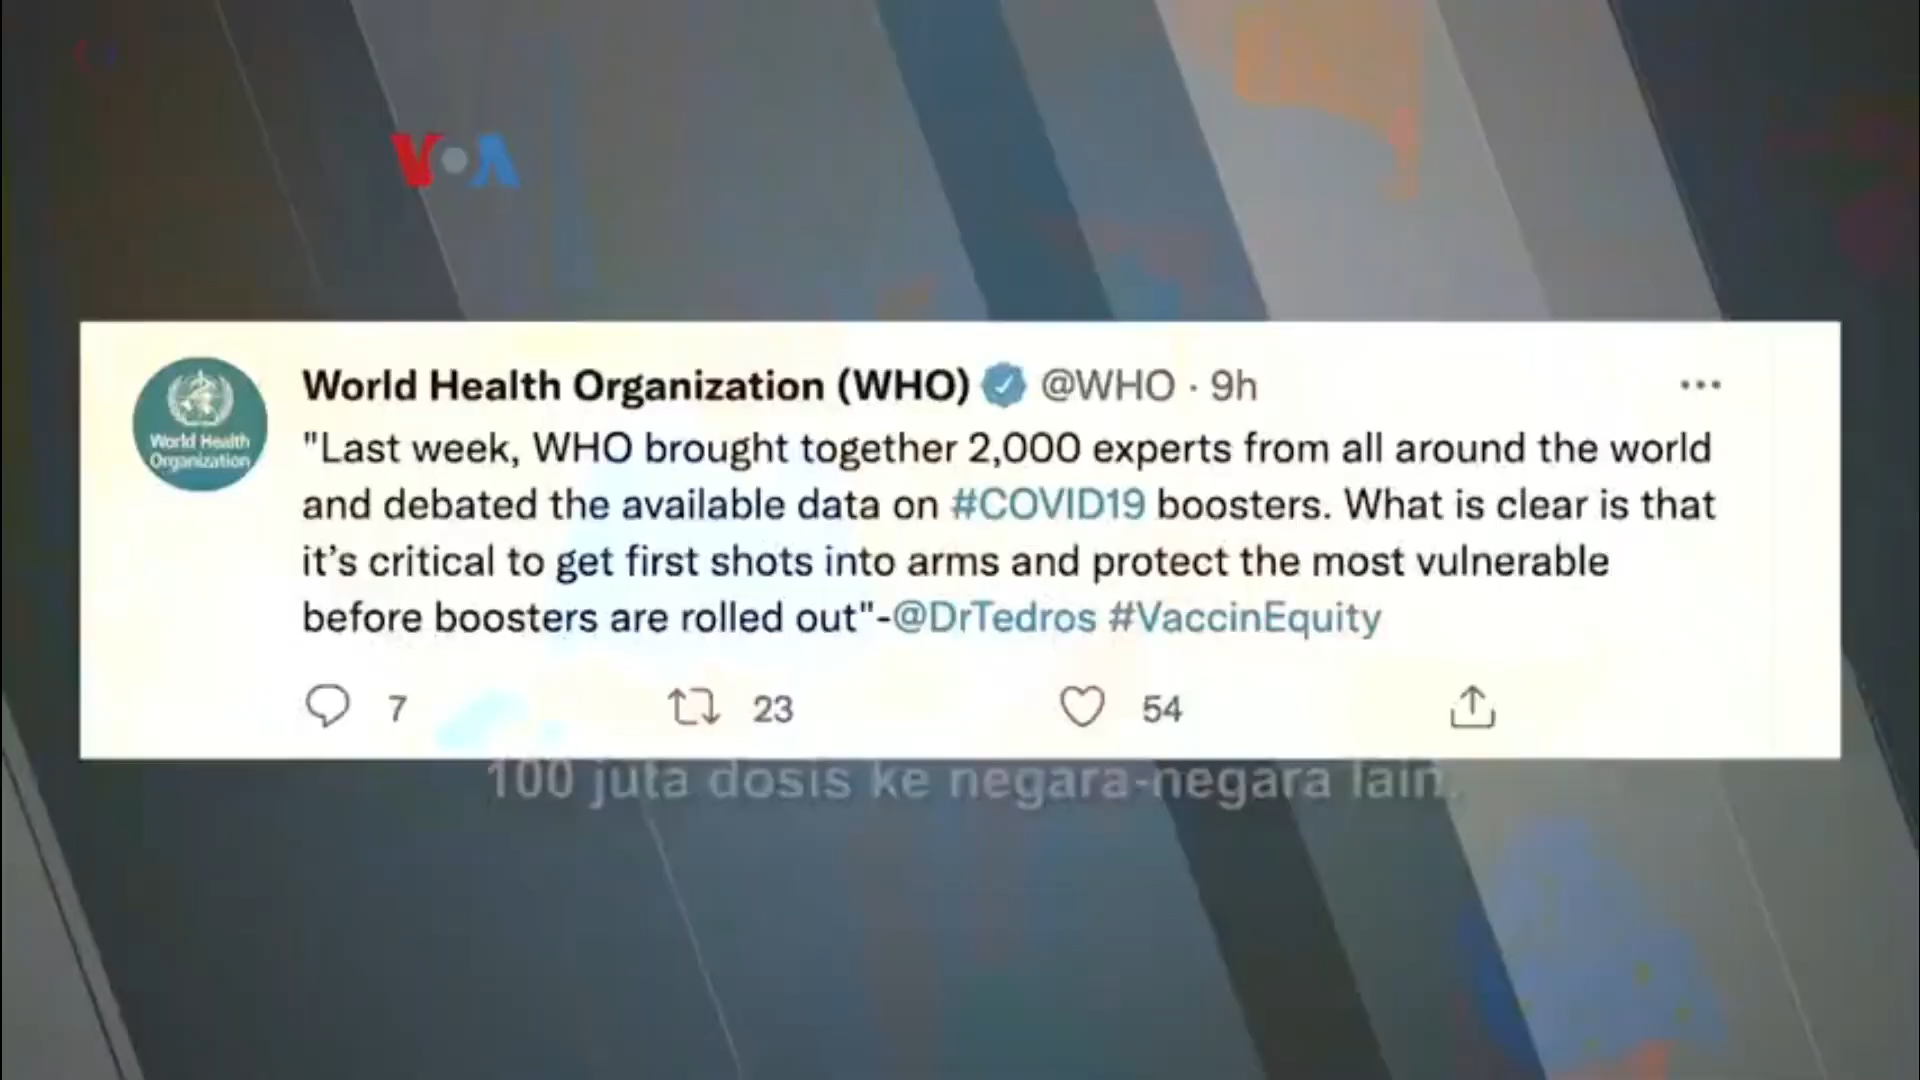 VOA
World Health Organization (WHO) @WHO · 9h
World Health
Organization
"Last week, WHO brought together 2,000 experts from all around the world
and debated the available data on #COVID19 boosters. What is clear is that
it's critical to get first shots into arms and protect the most vulnerable
before boosters are rolled out"-@DrTedros #VaccinEquity
7 23 54
100 juta dosis ke negara-negara lain.